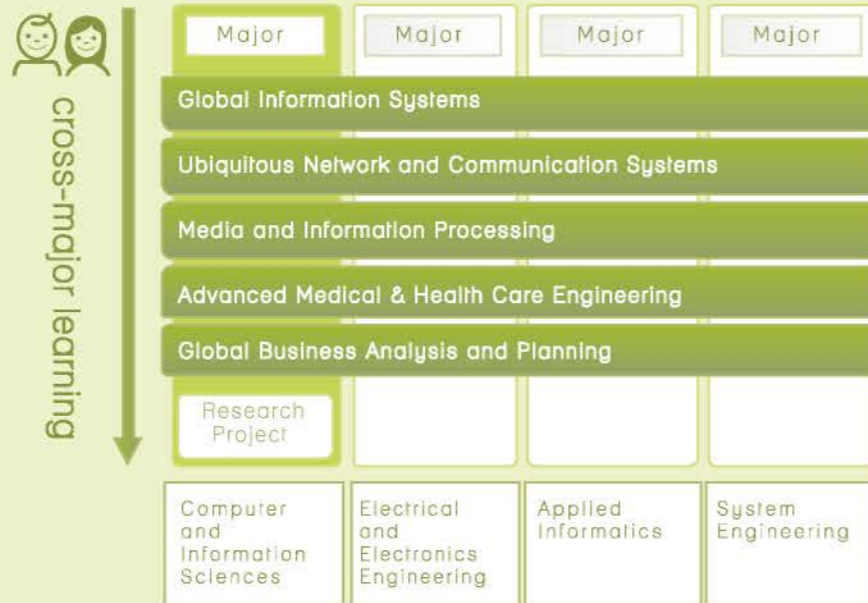 cross-major learning
Major
Major
Major
Major
Global Information Systems
Ubiquitous Network and Communication Systems
Media and Information Processing
Advanced Medical & Health Care Engineering
Global Business Analysis and Planning
Research
Project
Computer
and
Information
Sciences
Electrical
and
Electronics
Engineering
Applied
Informatics
System
Engineering